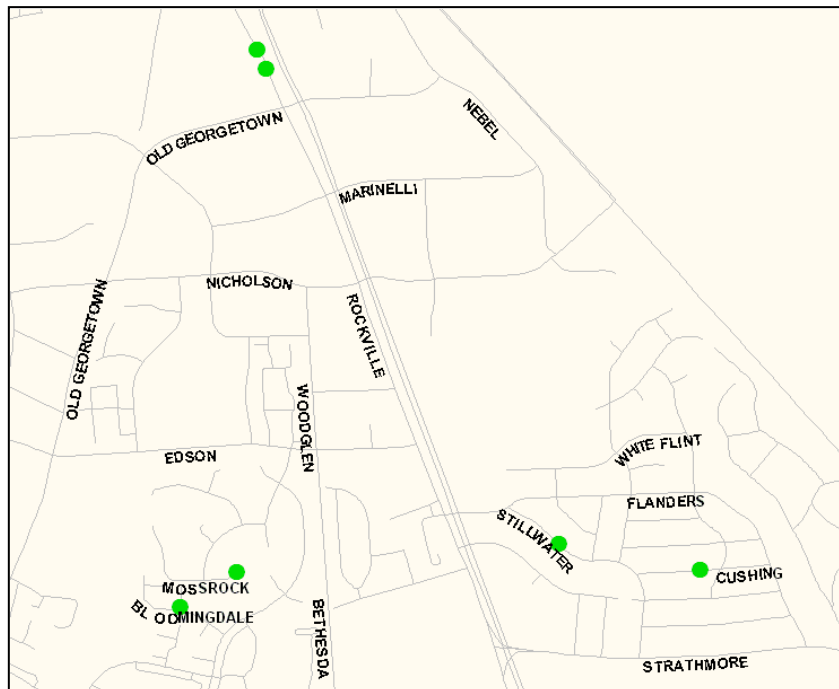 NEBEL
OLD GEORGETOWN
MARINELLI
NICHOLSON
OLD GEORGETOWN
ROCKVILLE
WOODGLEN
WHITE FLINT
EDSON
FLANDERS
STILLWATER
CUSHING
MOSSROCK
BLOOMINGDALE
BETHESDA
STRATHMORE